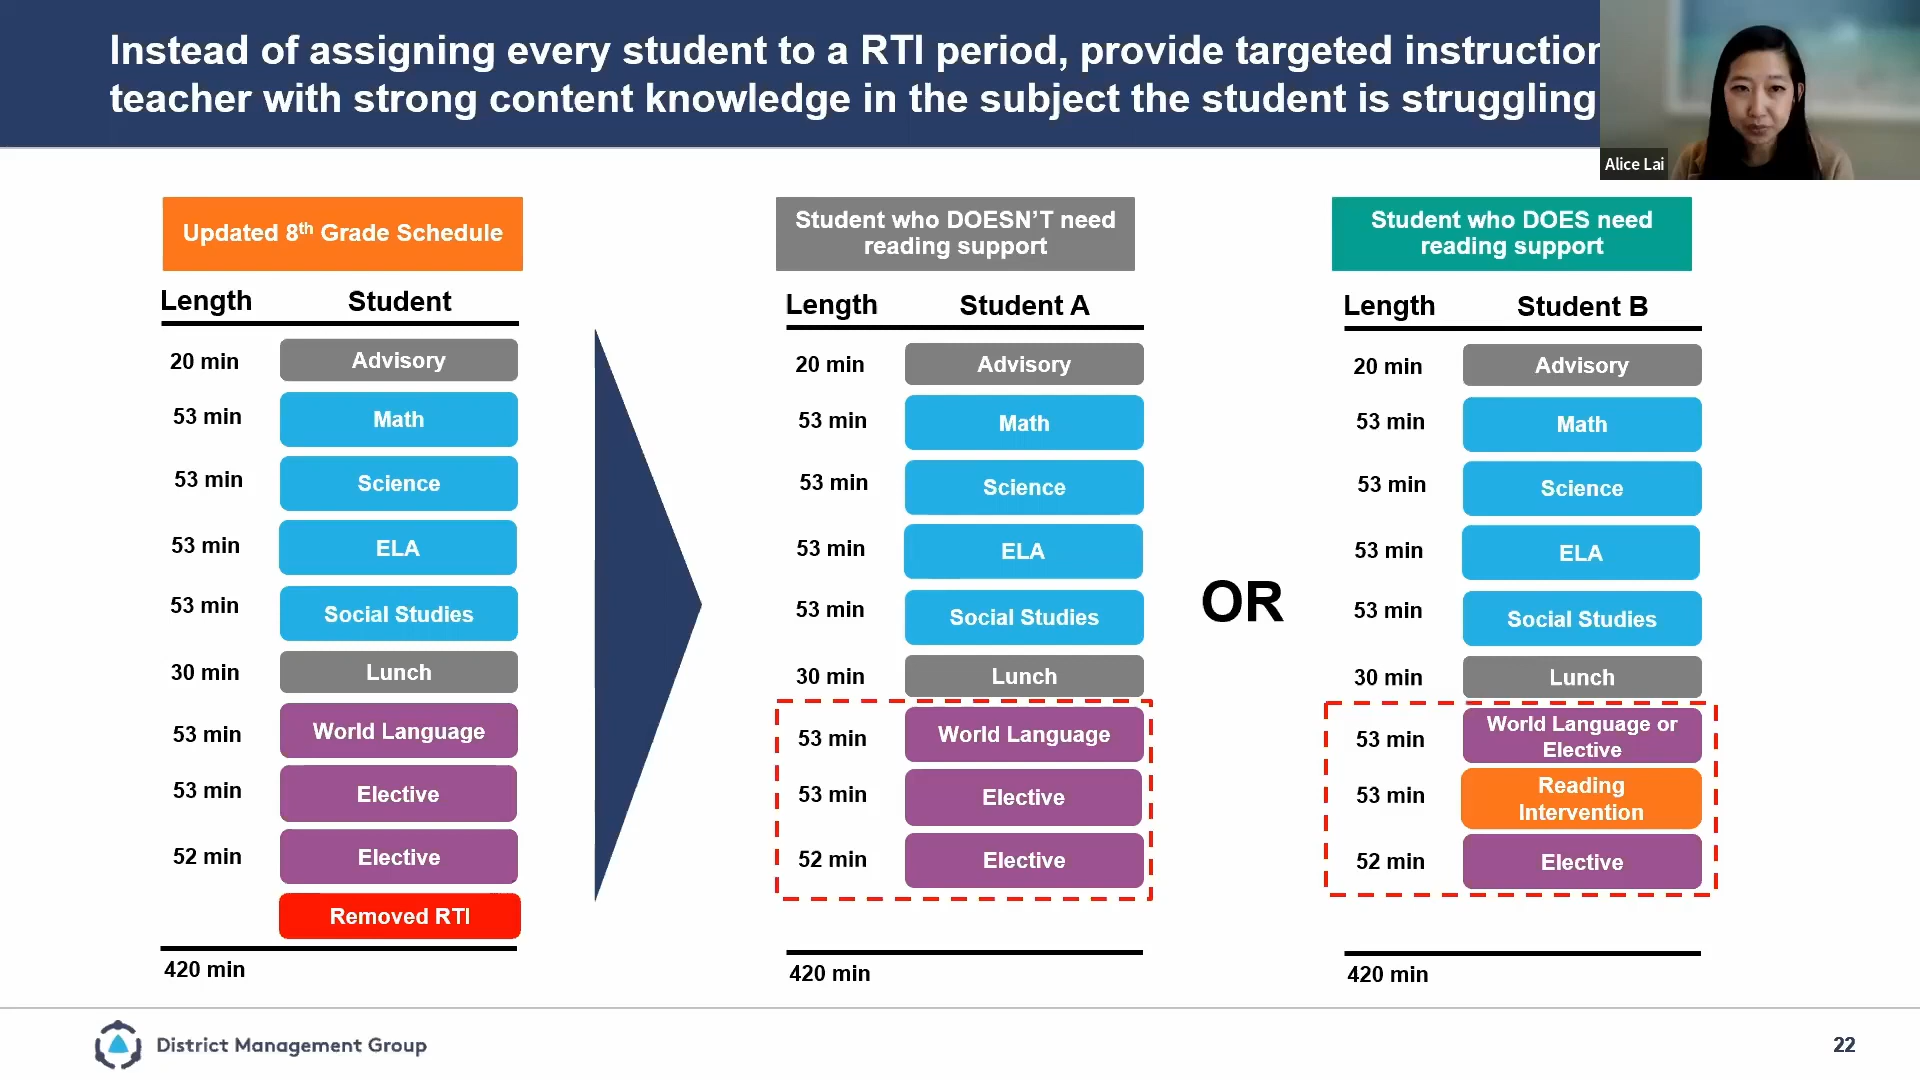 Instead of assigning every student to a RTI period, provide targeted instruction
teacher with strong content knowledge in the subject the student is struggling
Alice Lai
Updated 8th Grade Schedule
Length Student
20 min Advisory
53 min Math
53 min Science
53 min ELA
53 min Social Studies
30 min Lunch
53 min World Language
53 min Elective
52 min Elective
Removed RTI
420 min
Student who DOESN'T need
reading support
Length Student A
20 min Advisory
53 min Math
53 min Science
53 min ELA
53 min Social Studies
30 min Lunch
53 min World Language
53 min Elective
52 min Elective
420 min
OR
Student who DOES need
reading support
Length Student B
20 min Advisory
53 min Math
53 min Science
53 min ELA
53 min Social Studies
30 min Lunch
53 min World Language or
Elective
53 min Reading
Intervention
52 min Elective
420 min
District Management Group
22